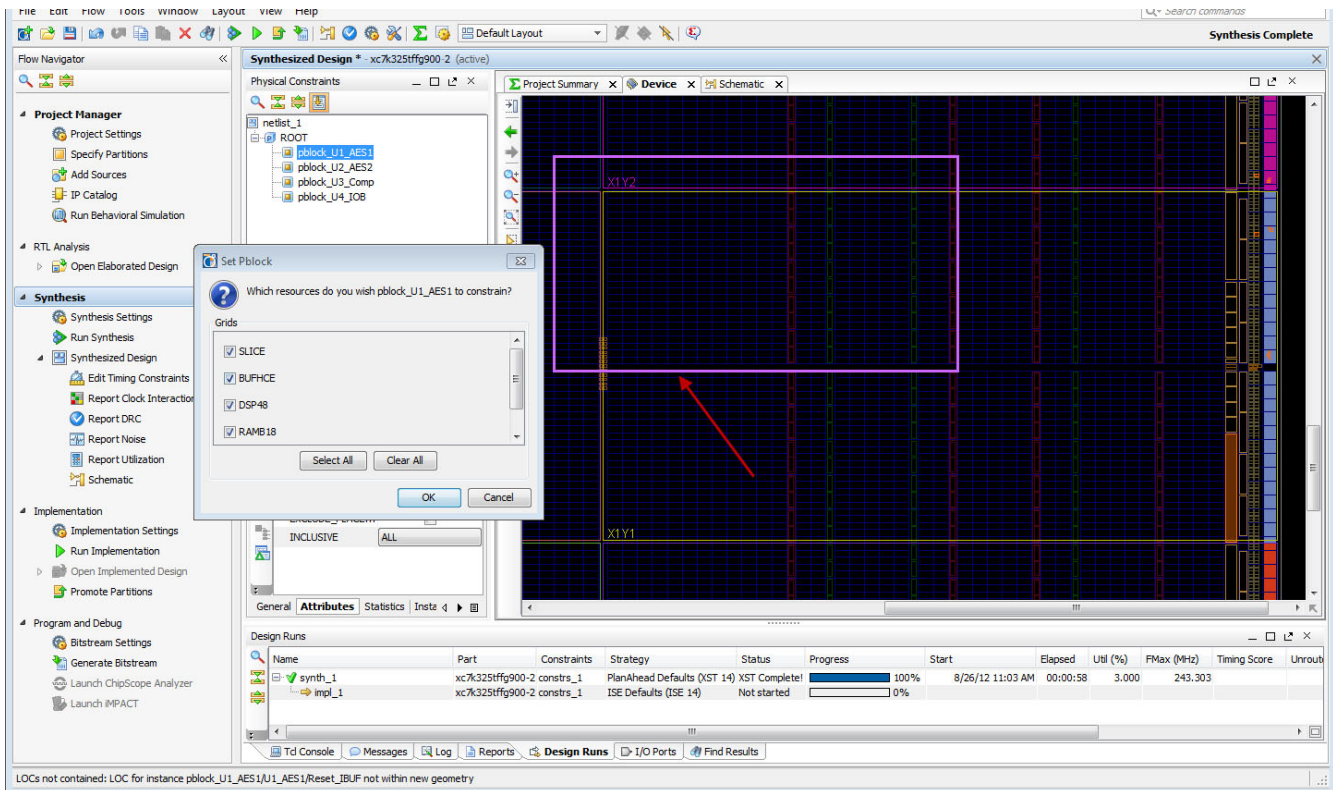 File Edit Flow Tools Window Layout View Help
Search commands
Default Layout
Synthesis Complete
Flow Navigator
Project Manager
Project Settings
Specify Partitions
Add Sources
IP Catalog
Run Behavioral Simulation
RTL Analysis
Open Elaborated Design
Synthesis
Synthesis Settings
Run Synthesis
Synthesized Design
Edit Timing Constraints
Report Clock Interaction
Report DRC
Report Noise
Report Utilization
Schematic
Implementation
Implementation Settings
Run Implementation
Open Implemented Design
Promote Partitions
Program and Debug
Bitstream Settings
Generate Bitstream
Launch ChipScope Analyzer
Launch iMPACT
Synthesized Design * - xc7k325tffg900-2 (active)
Physical Constraints
netlist_1
ROOT
pblock_U1_AES1
pblock_U2_AES2
pblock_U3_Comp
pblock_U4_IOB
Set Pblock
Which resources do you wish pblock_U1_AES1 to constrain?
Grids
SLICE
BUFHCE
DSP48
RAMB18
Select All Clear All
OK Cancel
INCLUSIVE ALL
General Attributes Statistics Insta
Project Summary Device Schematic
X1Y2
X1Y1
Design Runs
Name Part Constraints Strategy Status Progress Start Elapsed Util (%) FMax (MHz) Timing Score Unrout
synth_1 xc7k325tffg900-2 constrs_1 PlanAhead Defaults (XST 14) XST Complete! 100% 8/26/12 11:03 AM 00:00:58 3.000 243.303
impl_1 xc7k325tffg900-2 constrs_1 ISE Defaults (ISE 14) Not started 0%
Tcl Console Messages Log Reports Design Runs I/O Ports Find Results
LOCs not contained: LOC for instance pblock_U1_AES1/U1_AES1/Reset_IBUF not within new geometry